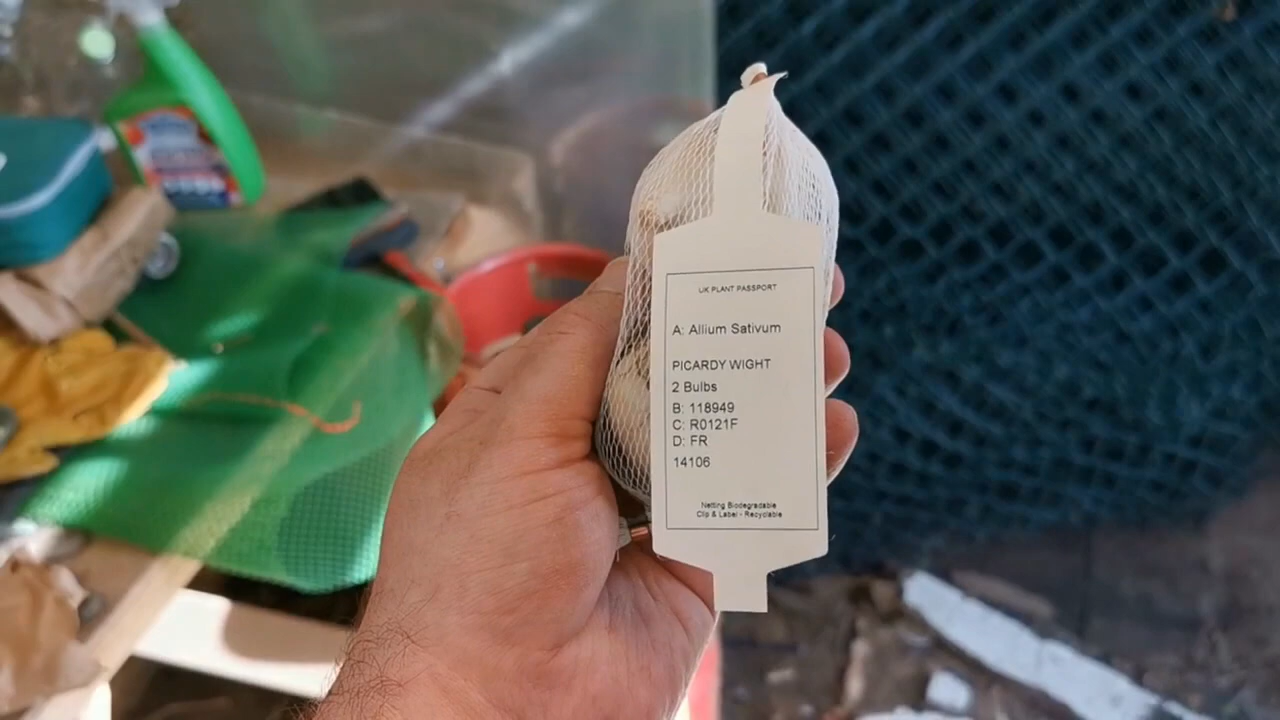 UK PLANT PASSPORT
A: Allium Sativum
PICARDY WIGHT
2 Bulbs
B: 118949
C: R0121F
D: FR
14106
Netting Biodegradable
Clip & Label - Recyclable